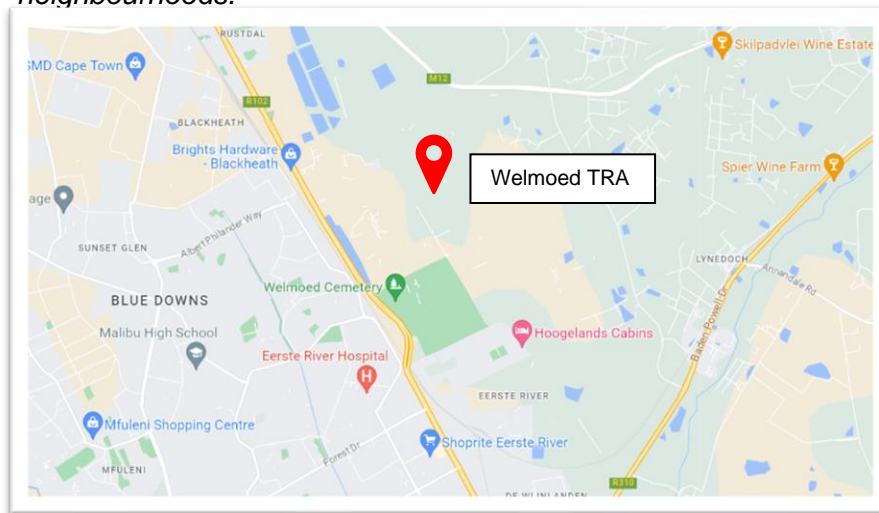 neighbourhoods.
RUSTDAL
SMD Cape Town
Skilpadvlei Wine Estate
M12
R102
BLACKHEATH
Brights Hardware
- Blackheath
Welmoed TRA
Spier Wine Farm
age
Albert Philander Way
SUNSET GLEN
LYNEDOCH
Annandale Rd
Welmoed Cemetery
BLUE DOWNS
Malibu High School
Hoogelands Cabins
Baden Powell Dr
Eerste River Hospital
H
EERSTE RIVER
Mfuleni Shopping Centre
Shoprite Eerste River
Forest Dr
MFULENI
R310
DE WIJNLANDEN